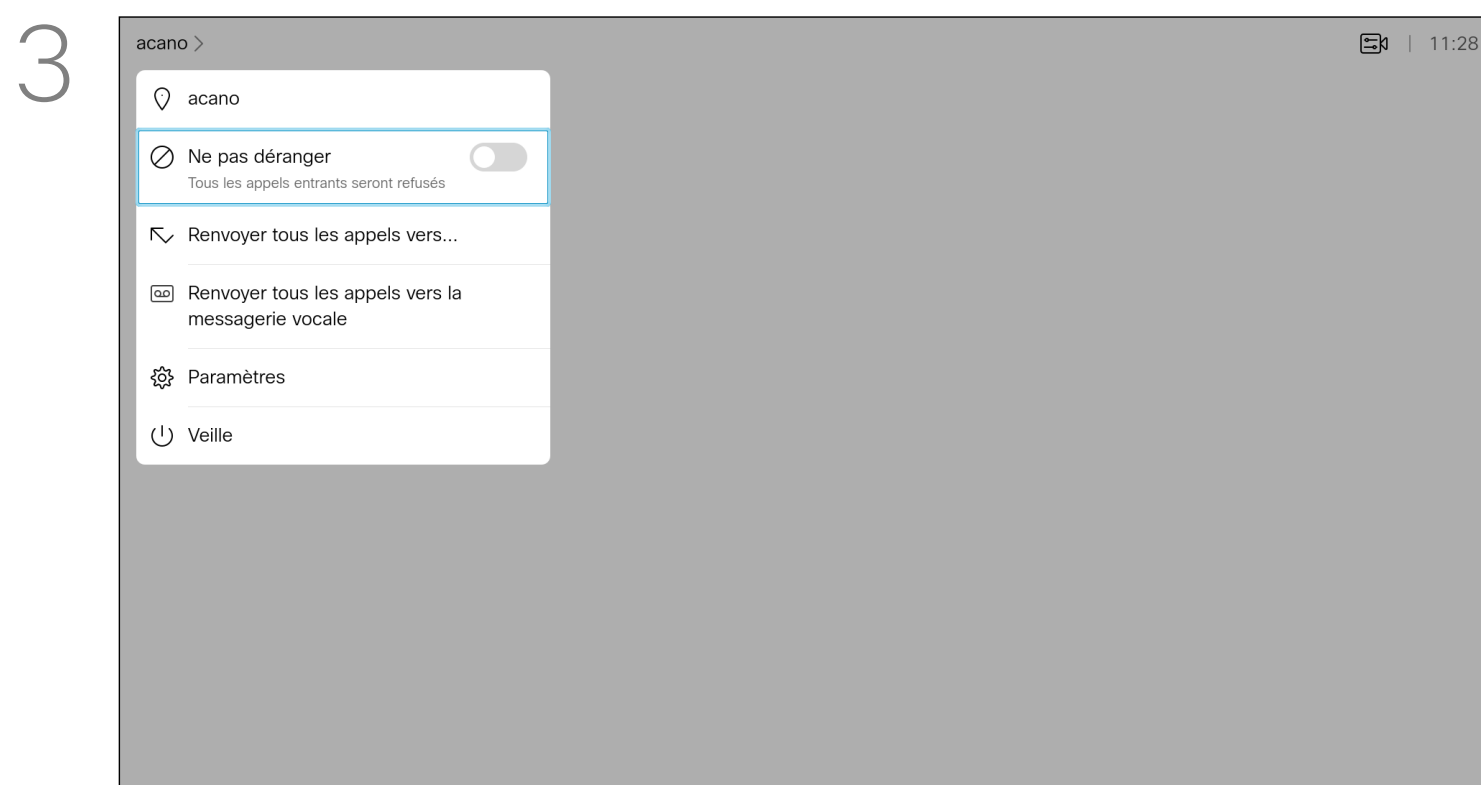 3
acano >
11:28
acano
Ne pas déranger
Tous les appels entrants seront refusés
Renvoyer tous les appels vers...
Renvoyer tous les appels vers la
messagerie vocale
Paramètres
Veille